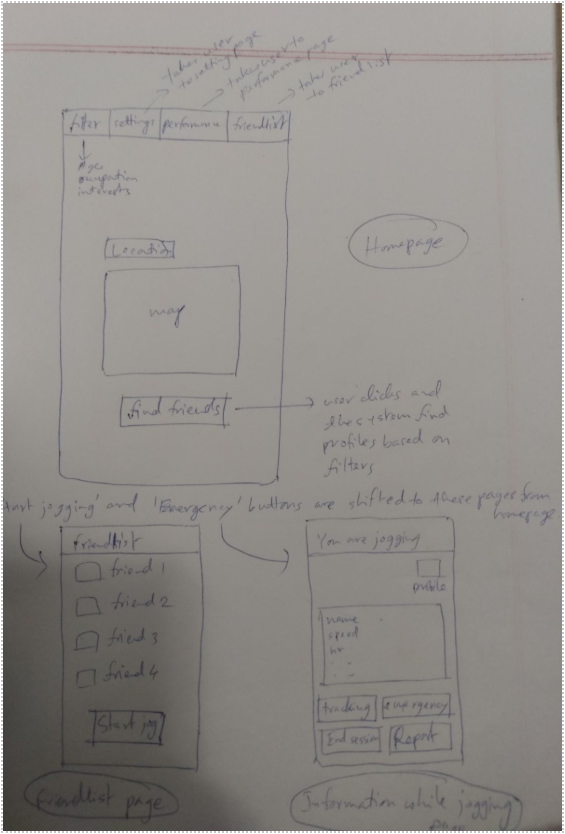 takes user
to setting page
takes user to
performance page
takes user
to friend list
filter settings performance friendlist
Age
occupation
interests
Location
Homepage
map
find friends
user clicks and
the system find
profiles based on
filters
'start jogging' and 'Emergency' buttons are shifted to these pages from
homepage
friendlist
friend 1
friend 2
friend 3
friend 4
Start jog
friendlist page
You are jogging
profile
name
speed
hr
tracking emergency
End session Report
Information while jogging
page